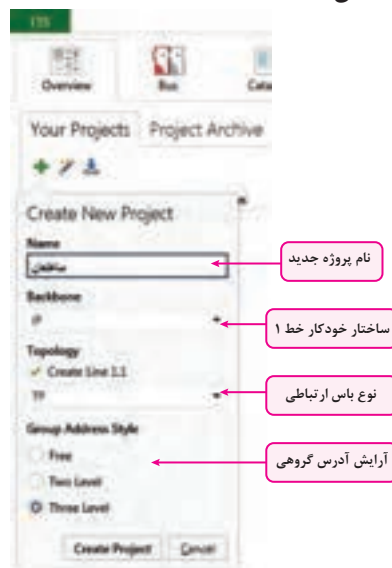 ETS
Overview Bus Cata
Your Projects Project Archive
Create New Project
Name
ساختمان
نام پروژه جدید
Backbone
IP
ساختار خودکار خط ۱
Topology
Create Line 1.1
TP
نوع باس ارتباطی
Group Address Style
Free
آرایش آدرس گروهی
Two Level
Three Level
Create Project Cancel